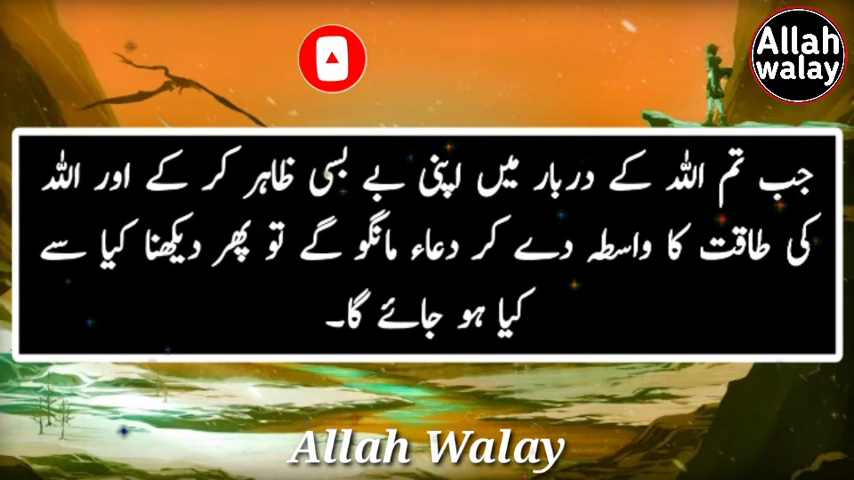 Allah
walay
جب تم اللہ کے دربار میں اپنی بے بسی ظاہر کر کے اور اللہ
کی طاقت کا واسطہ دے کر دعاء مانگو گے تو پھر دیکھنا کیا سے
کیا ہو جائے گا۔
Allah Walay